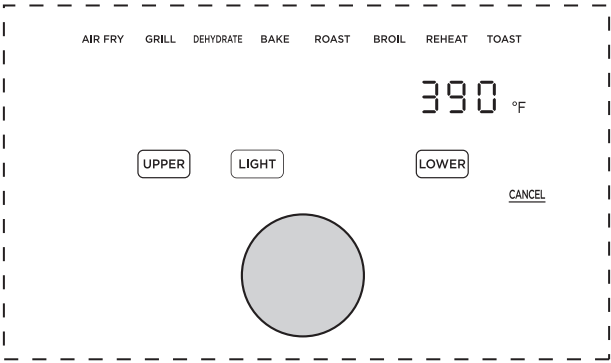 AIR FRY GRILL DEHYDRATE BAKE ROAST BROIL REHEAT TOAST
390 °F
UPPER LIGHT LOWER
CANCEL